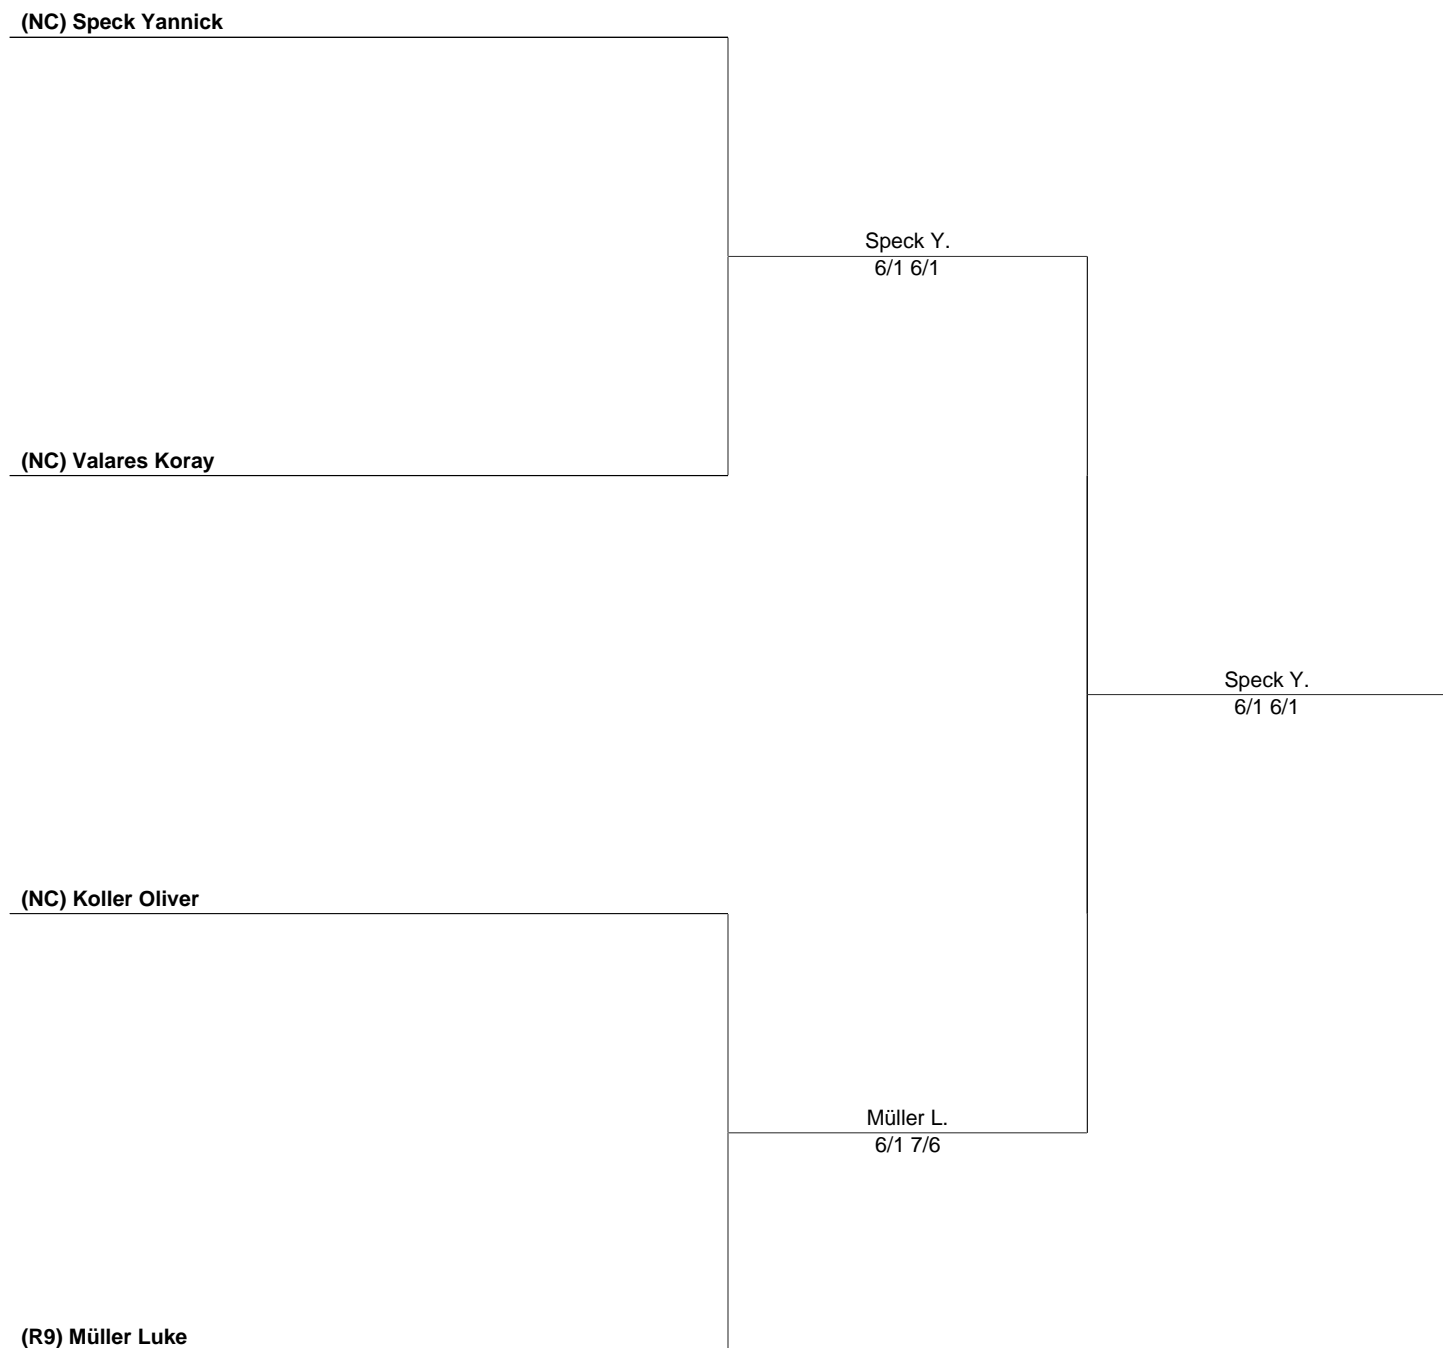 (NC) Speck Yannick
Speck Y.
6/1 6/1
(NC) Valares Koray
Speck Y.
6/1 6/1
(NC) Koller Oliver
Müller L.
6/1 7/6
(R9) Müller Luke